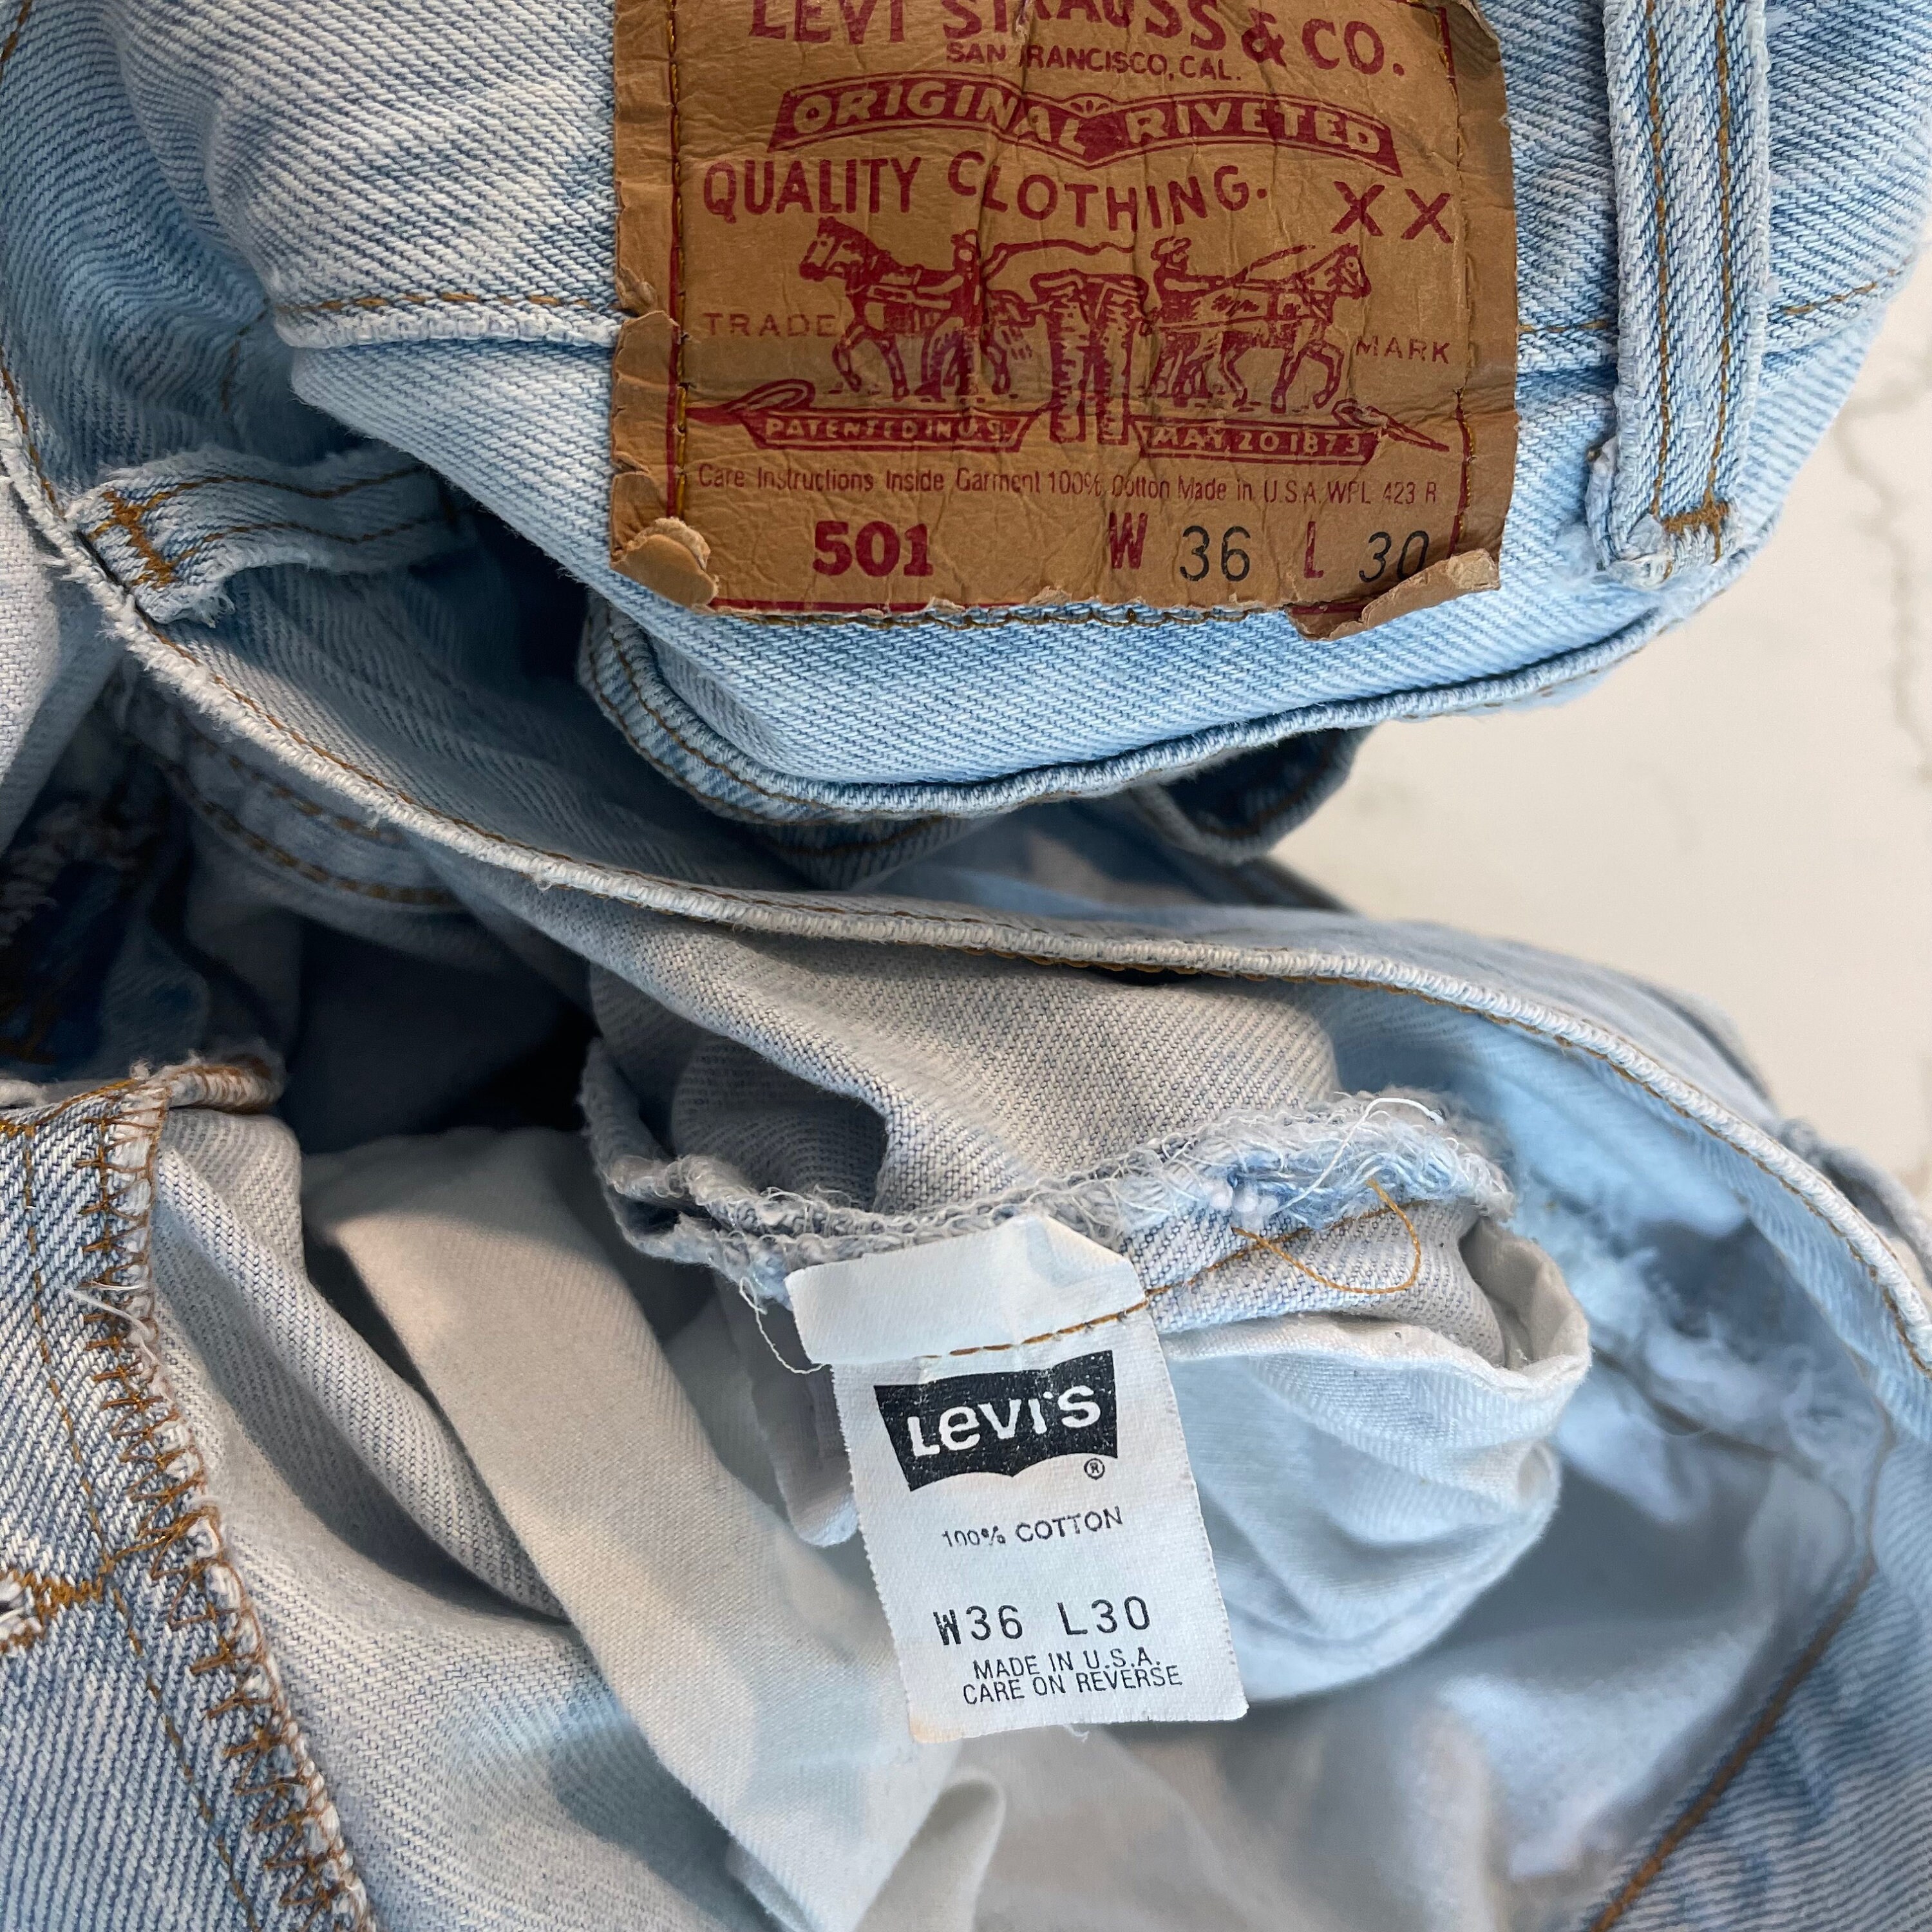 LEVI STRAUSS & CO.
SAN FRANCISCO, CAL.
ORIGINAL RIVETED
QUALITY CLOTHING. XX
TRADE MARK
PATENTED IN U.S. MAY 20 1873
Care Instructions Inside Garment 100% Cotton Made in U.S.A. WPL 423 R
501 W 36 L 30
Levi's ®
100% COTTON
W36 L30
MADE IN U.S.A.
CARE ON REVERSE